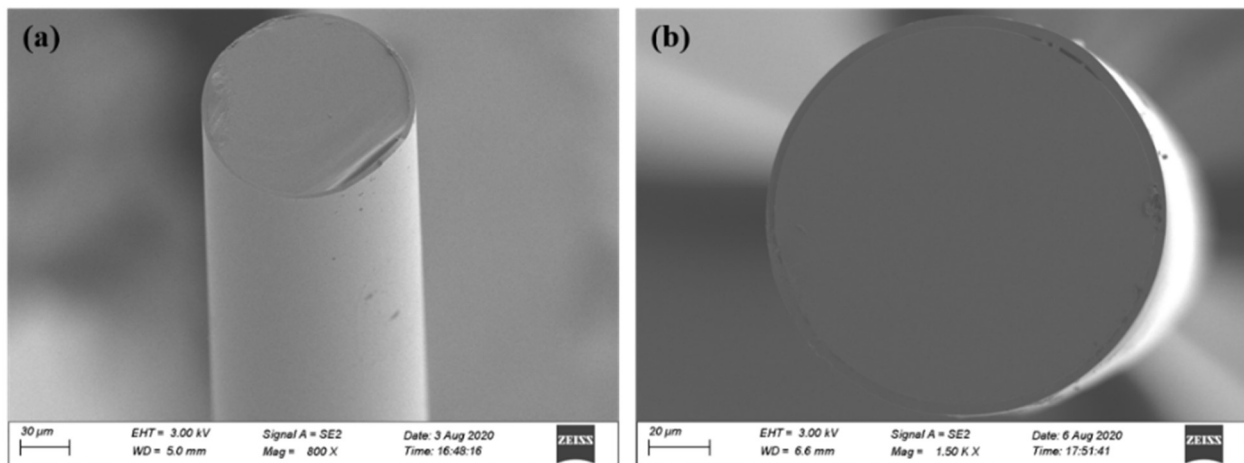 (a)
30 µm
EHT = 3.00 kV
Signal A = SE2
Date: 3 Aug 2020
WD = 5.0 mm
Mag = 800 X
Time: 16:48:16
ZEISS
(b)
20 µm
EHT = 3.00 kV
Signal A = SE2
Date: 6 Aug 2020
WD = 6.6 mm
Mag = 1.50 K X
Time: 17:51:41
ZEISS